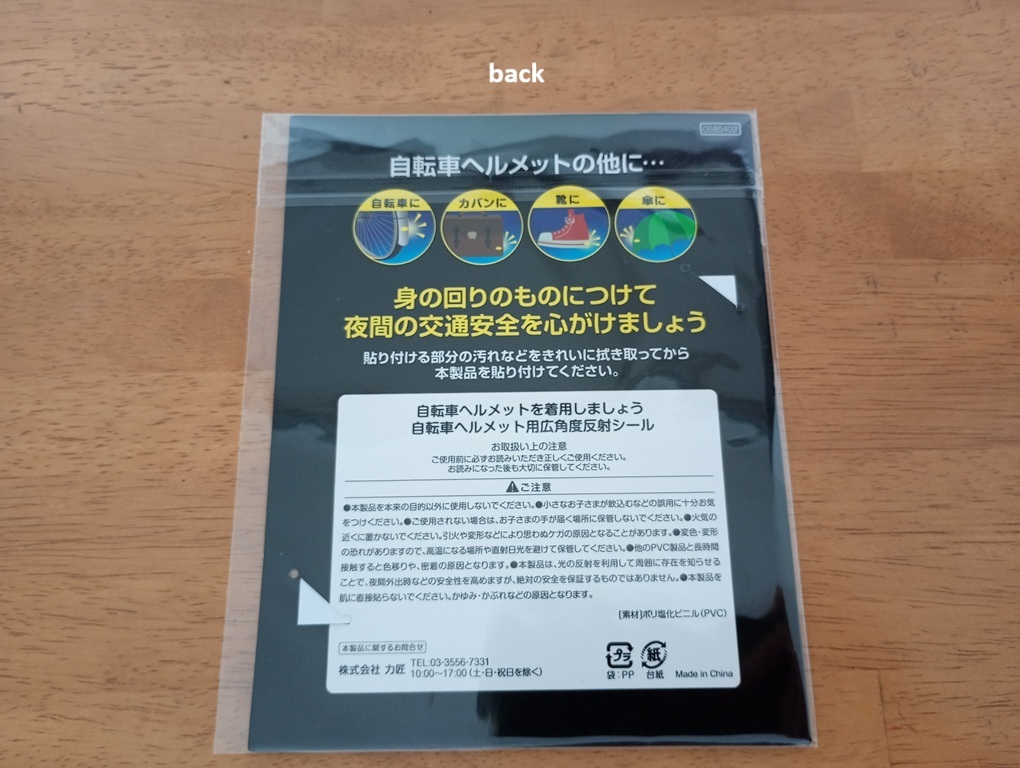 back
自転車ヘルメットの他に…
自転車に
カバンに
靴に
傘に
身の回りのものにつけて
夜間の交通安全を心がけましょう
貼り付ける部分の汚れなどをきれいに拭き取ってから
本製品を貼り付けてください。
自転車ヘルメットを着用しましょう
自転車ヘルメット用広角度反射シール
お取扱い上の注意
ご使用前に必ずお読みいただき正しくご使用ください。
お読みになった後も大切に保管してください。
ご注意
●本製品を本来の目的以外に使用しないでください。●小さなお子さまが飲込むなどの誤用に十分お気
をつけください。●ご使用されない場合は、お子さまの手が届く場所に保管しないでください。●火気の
近くに置かないでください。引火や変形などにより思わぬケガの原因となることがあります。●変色・変形
の恐れがありますので、高温になる場所や直射日光を避けて保管してください。●他のPVC製品と長時間
接触すると色移りや、密着の原因となります。●本製品は、光の反射を利用して周囲に存在を知らせる
ことで、夜間外出時などの安全性を高めますが、絶対の安全を保証するものではありません。●本製品を
肌に直接貼らないでください。かゆみ・かぶれなどの原因となります。
[素材]ポリ塩化ビニル(PVC)
本製品に関するお問合せ
株式会社 力匠
TEL:03-3556-7331
10:00～17:00 (土・日・祝日を除く)
プラ
袋:PP
紙
台紙
Made in China